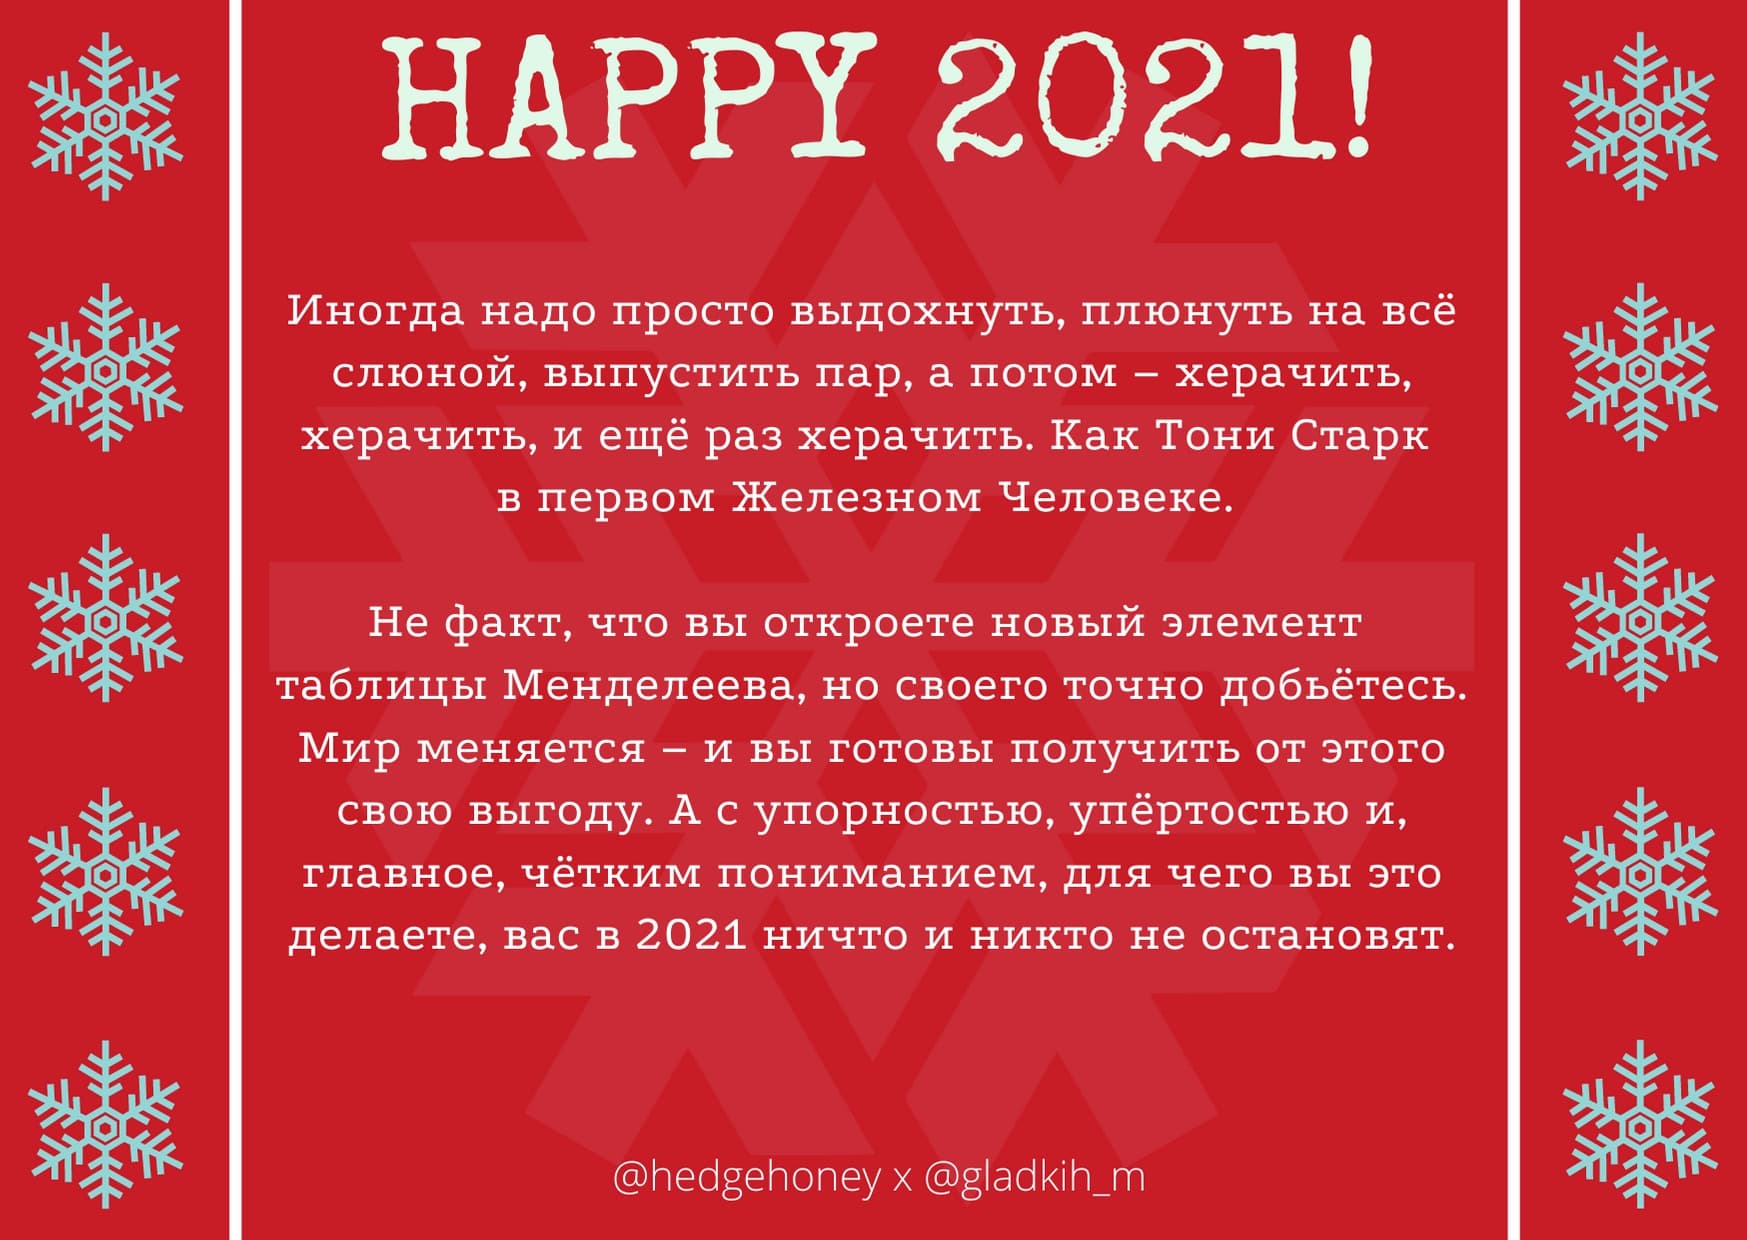 HAPPY 2021!
Иногда надо просто выдохнуть, плюнуть на всё
слюной, выпустить пар, а потом – херачить,
херачить, и ещё раз херачить. Как Тони Старк
в первом Железном Человеке.
Не факт, что вы откроете новый элемент
таблицы Менделеева, но своего точно добьётесь.
Мир меняется – и вы готовы получить от этого
свою выгоду. А с упорностью, упёртостью и,
главное, чётким пониманием, для чего вы это
делаете, вас в 2021 ничто и никто не остановят.
@hedgehoney x @gladkih_m